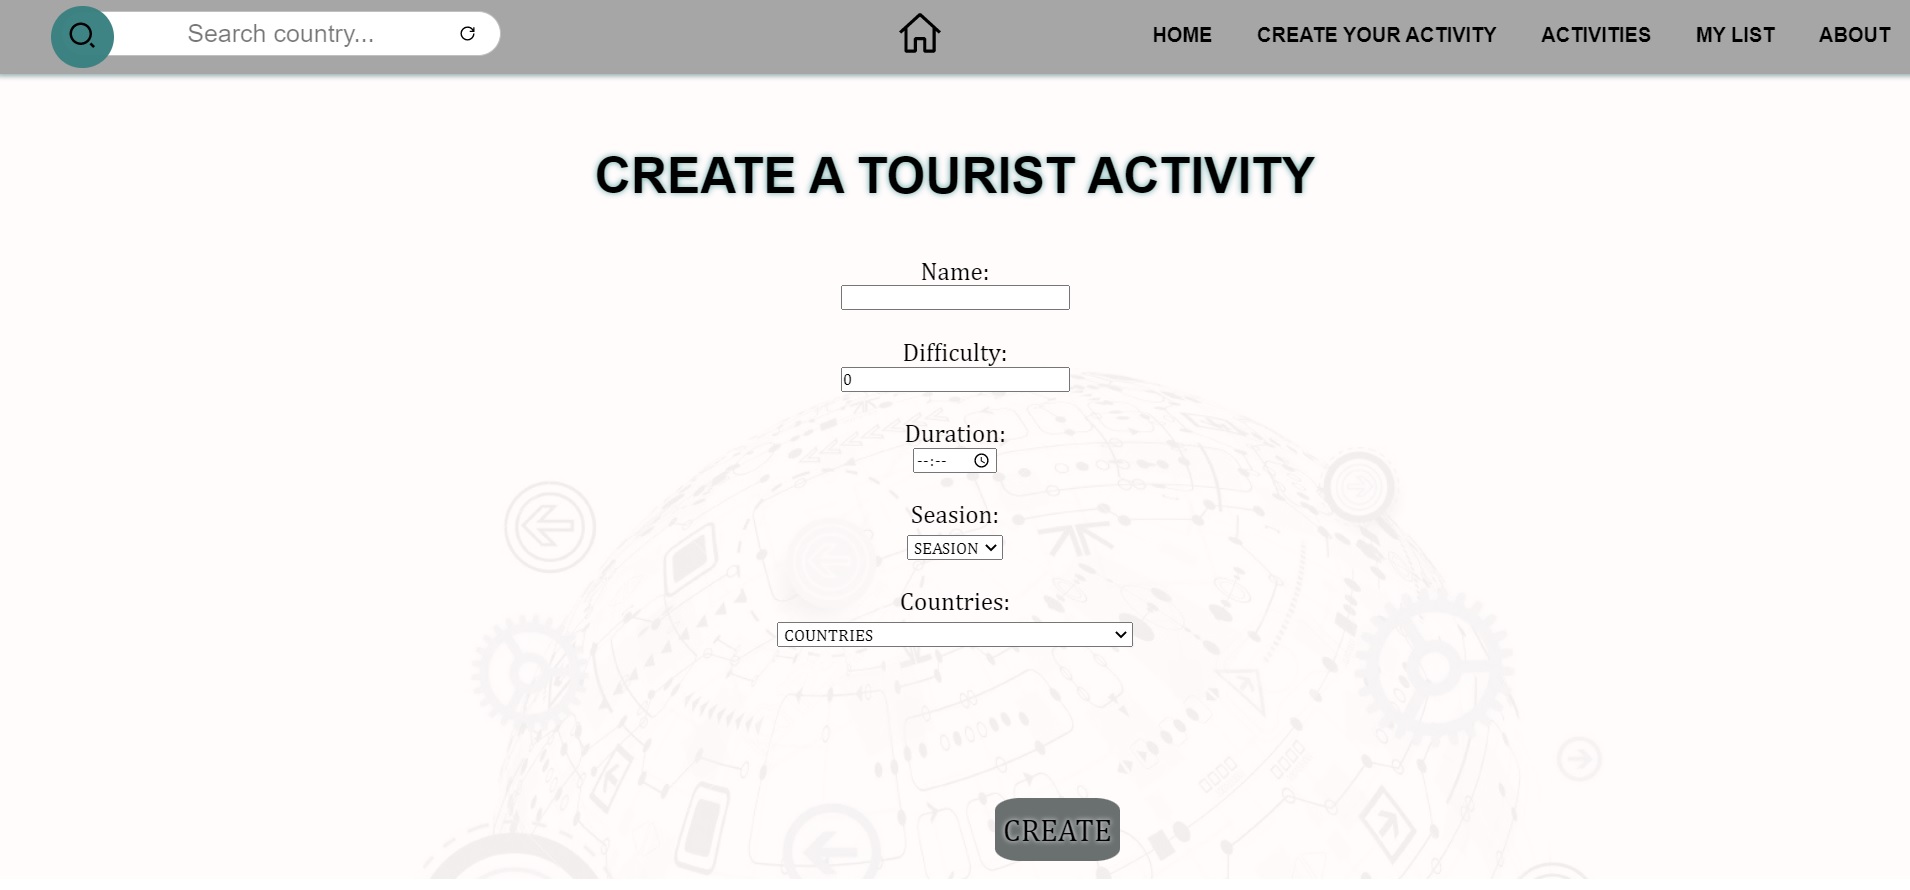 Search country...
HOME CREATE YOUR ACTIVITY ACTIVITIES MY LIST ABOUT
CREATE A TOURIST ACTIVITY
Name:
Difficulty:
0
Duration:
--:--
Seasion:
SEASION
Countries:
COUNTRIES
CREATE